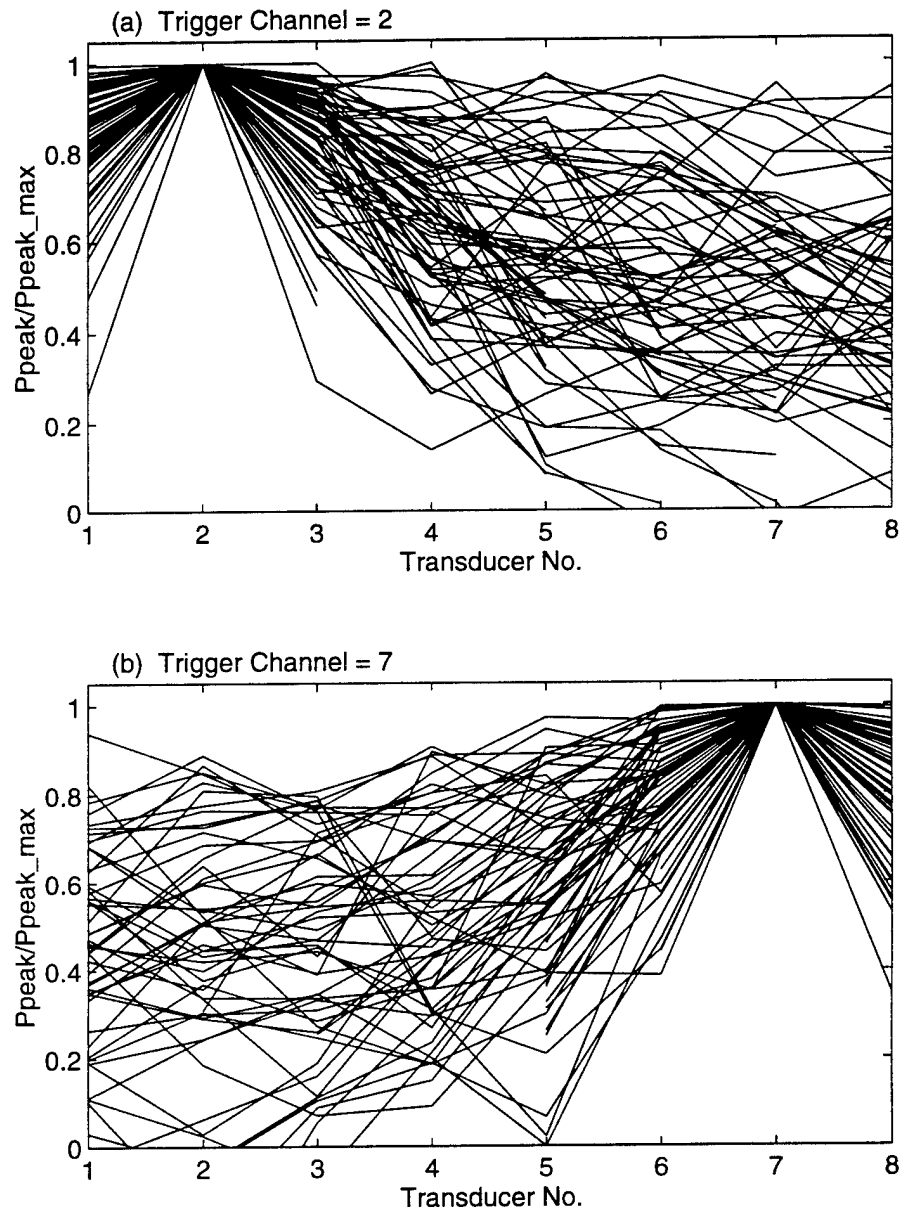 (a) Trigger Channel = 2
1
0.8
0.6
0.4
0.2
0
Ppeak/Ppeak_max
1 2 3 4 5 6 7 8
Transducer No.
(b) Trigger Channel = 7
1
0.8
0.6
0.4
0.2
0
Ppeak/Ppeak_max
1 2 3 4 5 6 7 8
Transducer No.